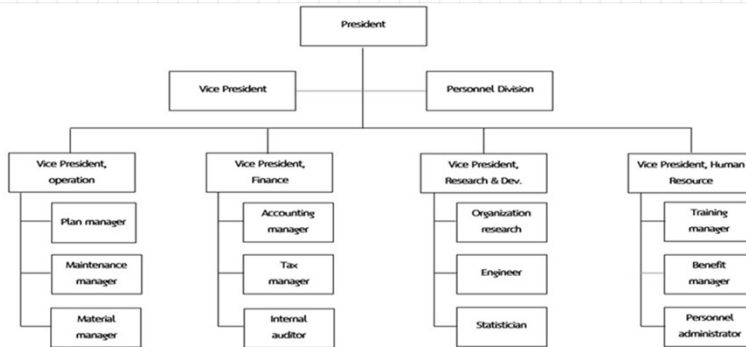 President
Vice President
Personnel Division
Vice President,
operation
Vice President,
Finance
Vice President,
Research & Dev.
Vice President, Human
Resource
Plan manager
Accounting
manager
Organization
research
Training
manager
Maintenance
manager
Tax
manager
Engineer
Benefit
manager
Material
manager
Internal
auditor
Statistician
Personnel
administrator